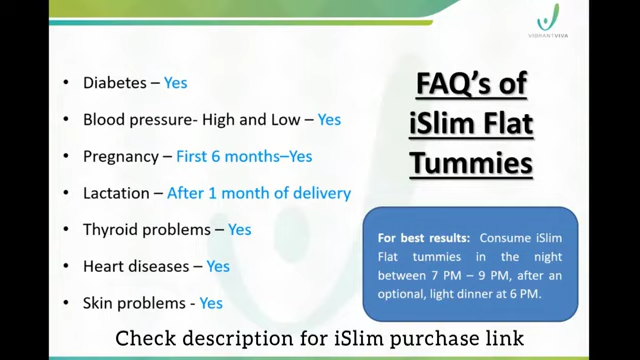 VIBRANTVIVA
• Diabetes – Yes
• Blood pressure- High and Low – Yes
• Pregnancy – First 6 months–Yes
• Lactation – After 1 month of delivery
• Thyroid problems – Yes
• Heart diseases – Yes
• Skin problems - Yes
FAQ's of
iSlim Flat
Tummies
For best results: Consume iSlim
Flat tummies in the night
between 7 PM – 9 PM, after an
optional, light dinner at 6 PM.
Check description for iSlim purchase link